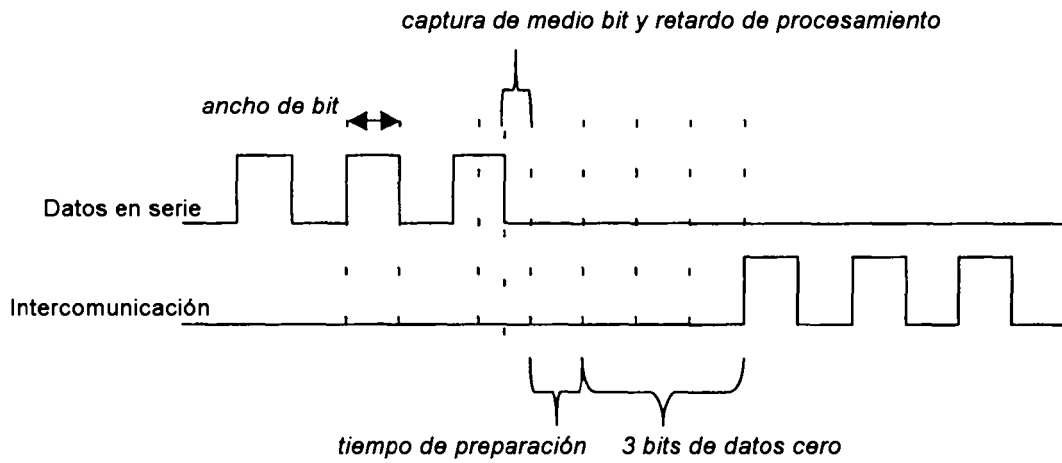 captura de medio bit y retardo de procesamiento
ancho de bit
Datos en serie
Intercomunicación
tiempo de preparación
3 bits de datos cero